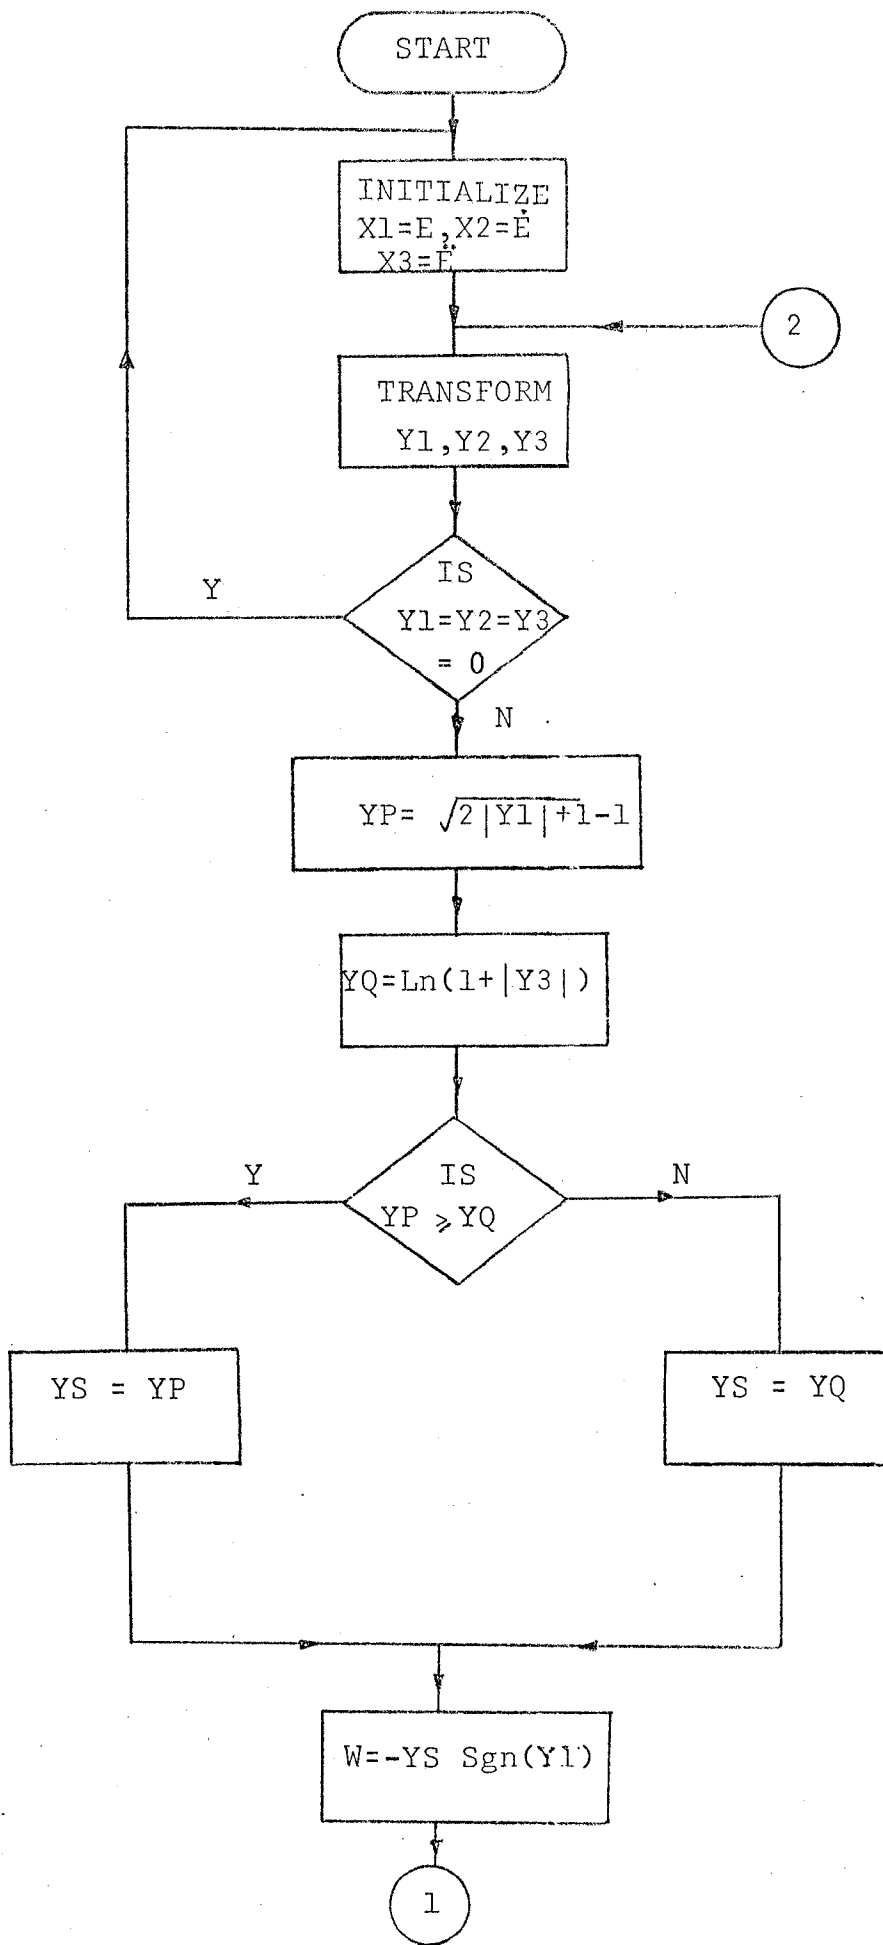 START
INITIALIZE
X1=E,X2=Ė
X3=Ë
2
TRANSFORM
Y1,Y2,Y3
IS
Y1=Y2=Y3
= 0
Y
N
YP= √2|Y1|+1-1
YQ=Ln(1+|Y3|)
IS
YP ⩾ YQ
Y
N
YS = YP
YS = YQ
W=-YS Sgn(Y1)
1